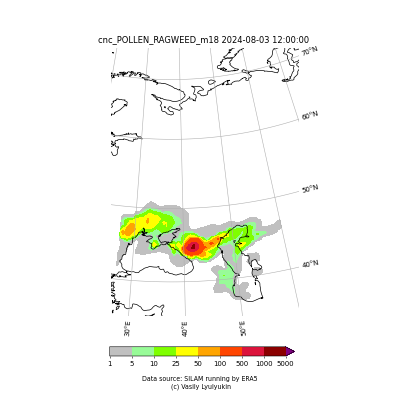 cnc_POLLEN_RAGWEED_m18 2024-08-03 12:00:00
70°N
60°N
50°N
40°N
30°E
40°E
50°E
1 5 10 25 50 100 500 1000 5000
Data source: SILAM running by ERA5
(c) Vasily Lyulyukin